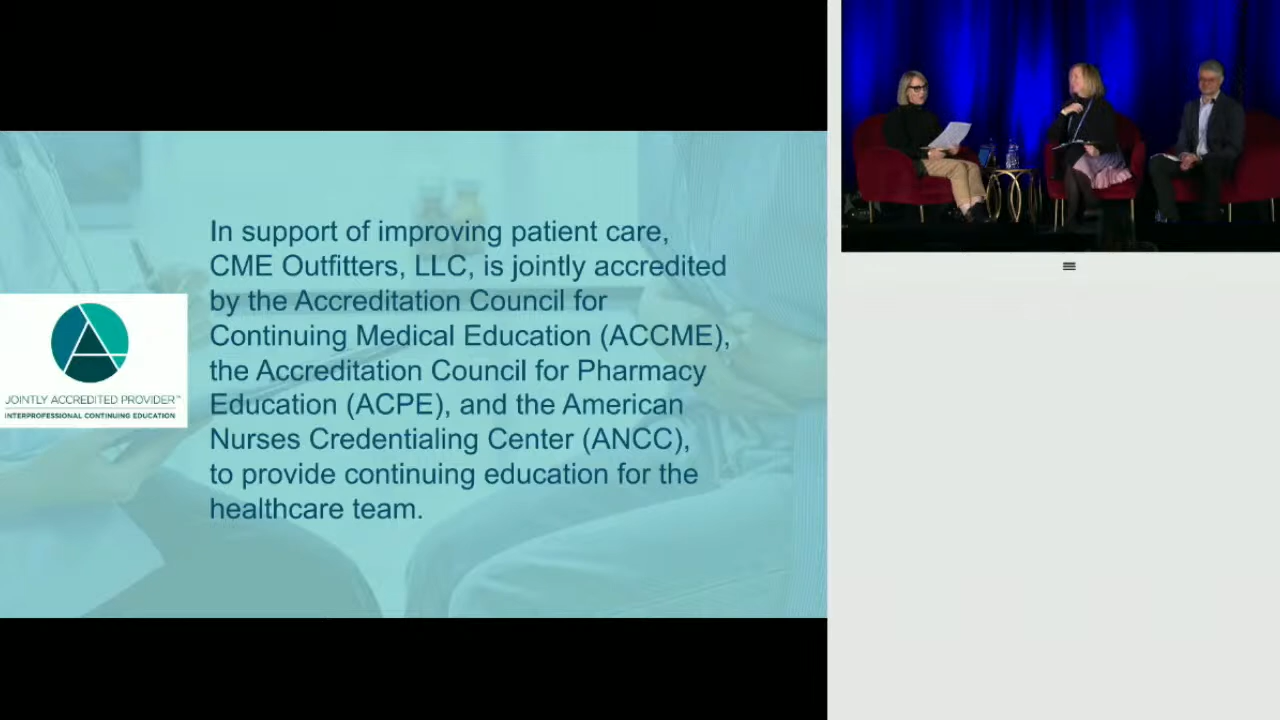 In support of improving patient care,
CME Outfitters, LLC, is jointly accredited
by the Accreditation Council for
Continuing Medical Education (ACCME),
the Accreditation Council for Pharmacy
Education (ACPE), and the American
Nurses Credentialing Center (ANCC),
to provide continuing education for the
healthcare team.
JOINTLY ACCREDITED PROVIDER™
INTERPROFESSIONAL CONTINUING EDUCATION